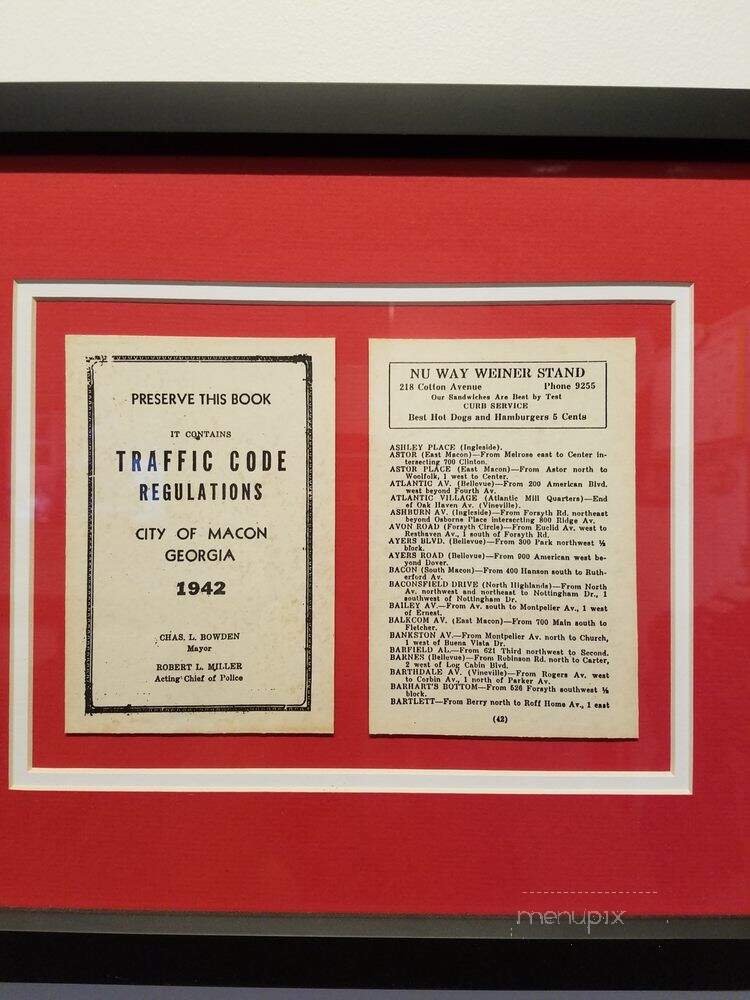 PRESERVE THIS BOOK
IT CONTAINS
TRAFFIC CODE
REGULATIONS
CITY OF MACON
GEORGIA
1942
CHAS. L. BOWDEN
Mayor
ROBERT L. MILLER
Acting Chief of Police
NU WAY WEINER STAND
218 Cotton Avenue Phone 9255
Our Sandwiches Are Best by Test
CURB SERVICE
Best Hot Dogs and Hamburgers 5 Cents
ASHLEY PLACE (Ingleside).
ASTOR (East Macon)—From Melrose east to Center in-
tersecting 700 Clinton.
ASTOR PLACE (East Macon)—From Astor north to
Woolfolk, 1 west to Center.
ATLANTIC AV. (Bellevue)—From 200 American Blvd.
west beyond Fourth Av.
ATLANTIC VILLAGE (Atlantic Mill Quarters)—End
of Oak Haven Av. (Vineville).
ASHBURN AV. (Ingleside)—From Forsyth Rd. northeast
beyond Osborne Place intersecting 800 Ridge Av.
AVON ROAD (Forsyth Circle)—From Euclid Av. west to
Resthaven Av., 1 south of Forsyth Rd.
AYERS BLVD. (Bellevue)—From 300 Park northwest ½
block.
AYERS ROAD (Bellevue)—From 900 American west be-
yond Dover.
BACON (South Macon)—From 400 Hanson south to Ruth-
erford Av.
BACONSFIELD DRIVE (North Highlands)—From North
Av. northwest and northeast to Nottingham Dr., 1
southwest of Nottingham Dr.
BAILEY AV.—From Av. south to Montpelier Av., 1 west
of Ernest.
BALKCOM AV. (East Macon)—From 700 Main south to
Fletcher.
BANKSTON AV.—From Montpelier Av. north to Church,
1 west of Buena Vista Dr.
BARFIELD AL.—From 621 Third northwest to Second.
BARNES (Bellevue)—From Robinson Rd. north to Carter,
2 west of Log Cabin Blvd.
BARTHDALE AV. (Vineville)—From Rogers Av. west
to Corbin Av., 1 north of Parker Av.
BARHART'S BOTTOM—From 526 Forsyth southwest ½
block.
BARTLETT—From Berry north to Roff Home Av., 1 east
(42)
menupix